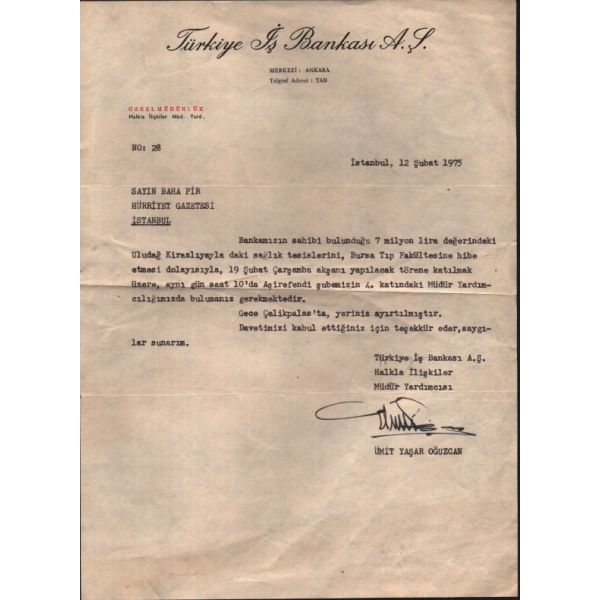 Türkiye İş Bankası A.Ş.
MERKEZİ : ANKARA
Telgraf Adresi : TAB
GENEL MÜDÜRLÜK
Halkla İlişkiler Müd. Yard.
NO: 28
İstanbul, 12 Şubat 1975
SAYIN BAHA PİR
HÜRRİYET GAZETESİ
İSTANBUL
Bankamızın sahibi bulunduğu 7 milyon lira değerindeki
Uludağ Kirazlıyayla daki sağlık tesislerini, Bursa Tıp Fakültesine hibe
etmesi dolayısıyla, 19 Şubat Çarşamba akşamı yapılacak törene katılmak
üzere, aynı gün saat 10'da Aşirefendi şubemizin 4. katındaki Müdür Yardım-
cılığımızda bulumanız gerekmektedir.
Gece Çelikpalas'ta, yeriniz ayırtılmıştır.
Davetimizi kabul ettiğiniz için teşekkür eder,saygı-
lar sunarım.
Türkiye İş Bankası A.Ş.
Halkla İlişkiler
Müdür Yardımcısı
ÜMİT YAŞAR OĞUZCAN